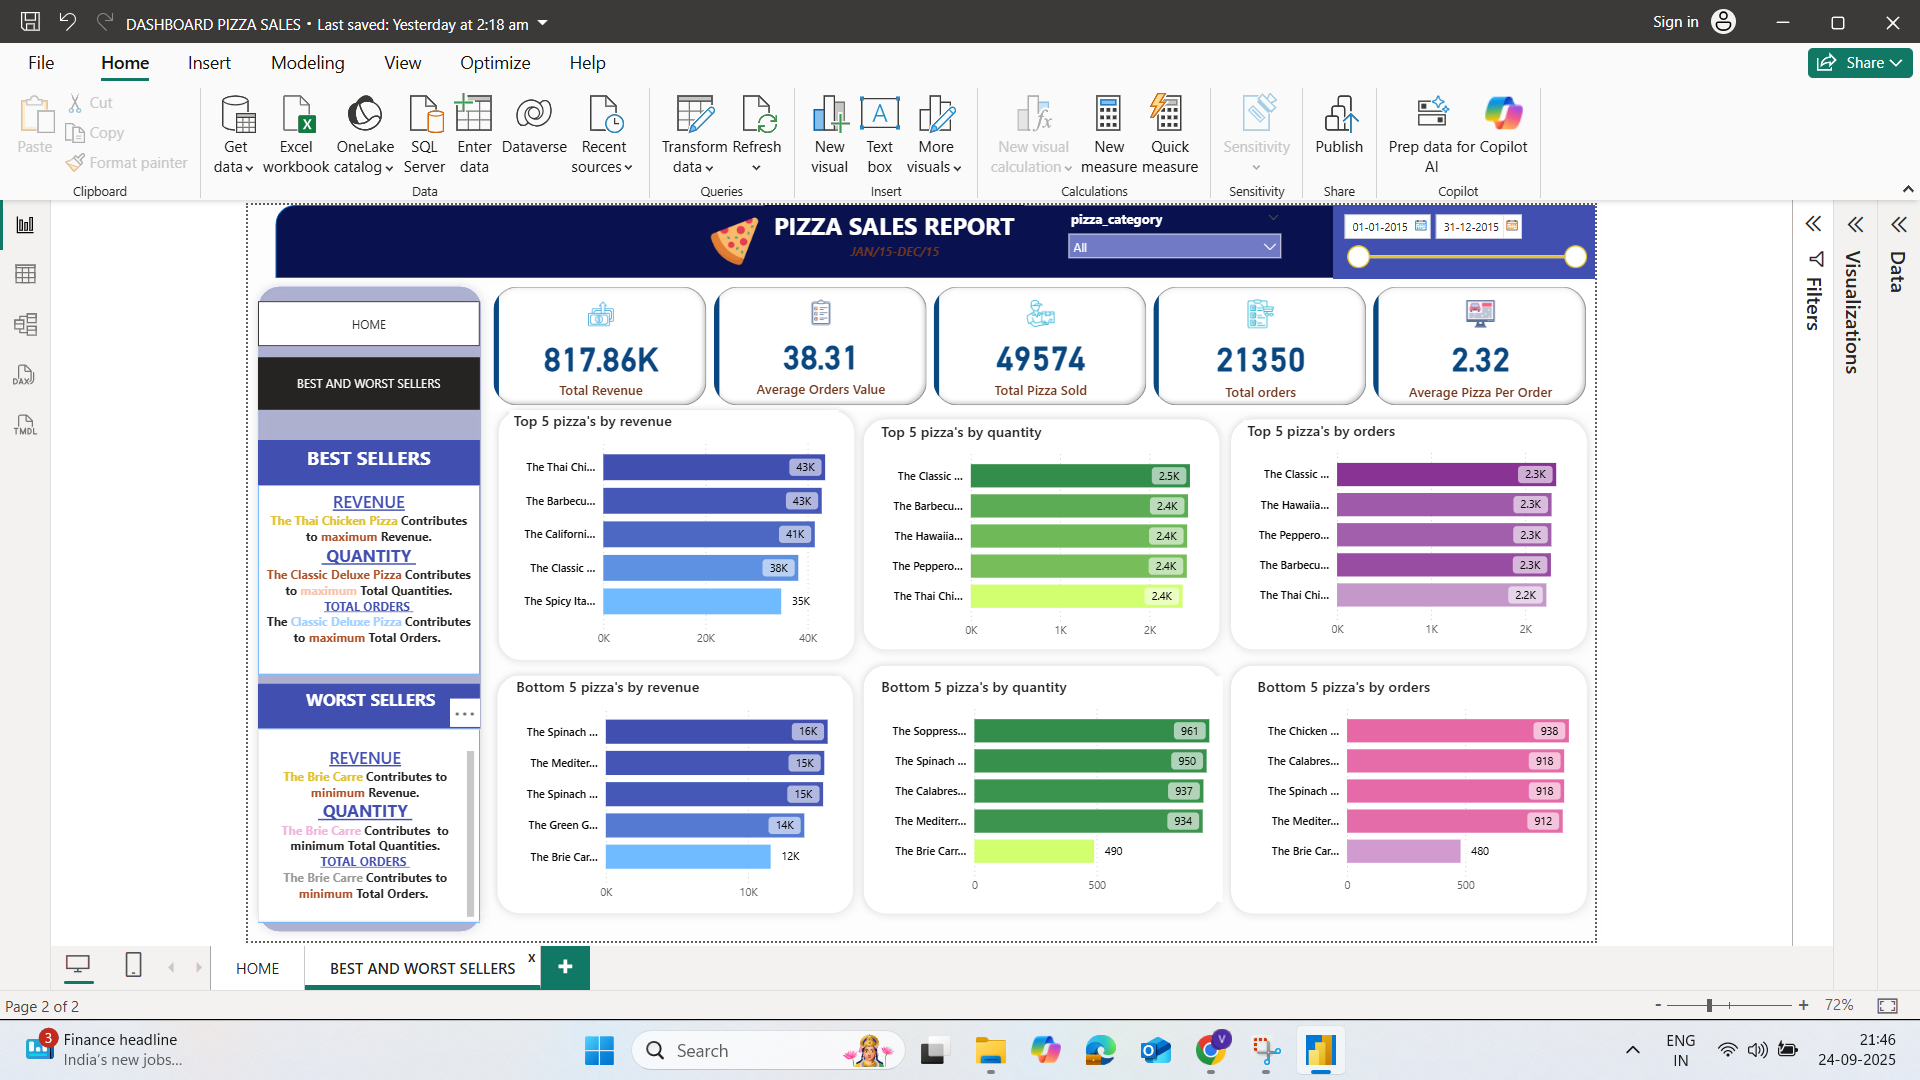 DASHBOARD PIZZA SALES • Last saved: Yesterday at 2:18 am
Sign in
File Home Insert Modeling View Optimize Help
Share
Paste
Cut
Copy
Format painter
Clipboard
Get data
Excel workbook
OneLake catalog
SQL Server
Enter data
Dataverse
Recent sources
Data
Transform data
Refresh
Queries
New visual
Text box
More visuals
Insert
New visual calculation
New measure
Quick measure
Calculations
Sensitivity
Sensitivity
Publish
Share
Prep data for AI
Copilot
Copilot
DAX
TMDL
PIZZA SALES REPORT
JAN/15-DEC/15
pizza_category
All
01-01-2015
31-12-2015
Filters
Visualizations
Data
HOME
BEST AND WORST SELLERS
817.86K
Total Revenue
38.31
Average Orders Value
49574
Total Pizza Sold
21350
Total orders
2.32
Average Pizza Per Order
BEST SELLERS
REVENUE
The Thai Chicken Pizza Contributes
to maximum Revenue.
QUANTITY
The Classic Deluxe Pizza Contributes
to maximum Total Quantities.
TOTAL ORDERS
The Classic Deluxe Pizza Contributes
to maximum Total Orders.
WORST SELLERS
...
REVENUE
The Brie Carre Contributes to
minimum Revenue.
QUANTITY
The Brie Carre Contributes to
minimum Total Quantities.
TOTAL ORDERS
The Brie Carre Contributes to
minimum Total Orders.
Top 5 pizza's by revenue
The Thai Chi... 43K
The Barbecu... 43K
The Californi... 41K
The Classic ... 38K
The Spicy Ita... 35K
0K 20K 40K
Top 5 pizza's by quantity
The Classic ... 2.5K
The Barbecu... 2.4K
The Hawaiia... 2.4K
The Peppero... 2.4K
The Thai Chi... 2.4K
0K 1K 2K
Top 5 pizza's by orders
The Classic ... 2.3K
The Hawaiia... 2.3K
The Peppero... 2.3K
The Barbecu... 2.3K
The Thai Chi... 2.2K
0K 1K 2K
Bottom 5 pizza's by revenue
The Spinach ... 16K
The Mediter... 15K
The Spinach ... 15K
The Green G... 14K
The Brie Car... 12K
0K 10K
Bottom 5 pizza's by quantity
The Soppress... 961
The Spinach ... 950
The Calabres... 937
The Mediterr... 934
The Brie Carr... 490
0 500
Bottom 5 pizza's by orders
The Chicken ... 938
The Calabres... 918
The Spinach ... 918
The Mediter... 912
The Brie Car... 480
0 500
HOME
BEST AND WORST SELLERS x
+
Page 2 of 2
- + 72%
3
Finance headline
India's new jobs...
Search
V
ENG
IN
21:46
24-09-2025